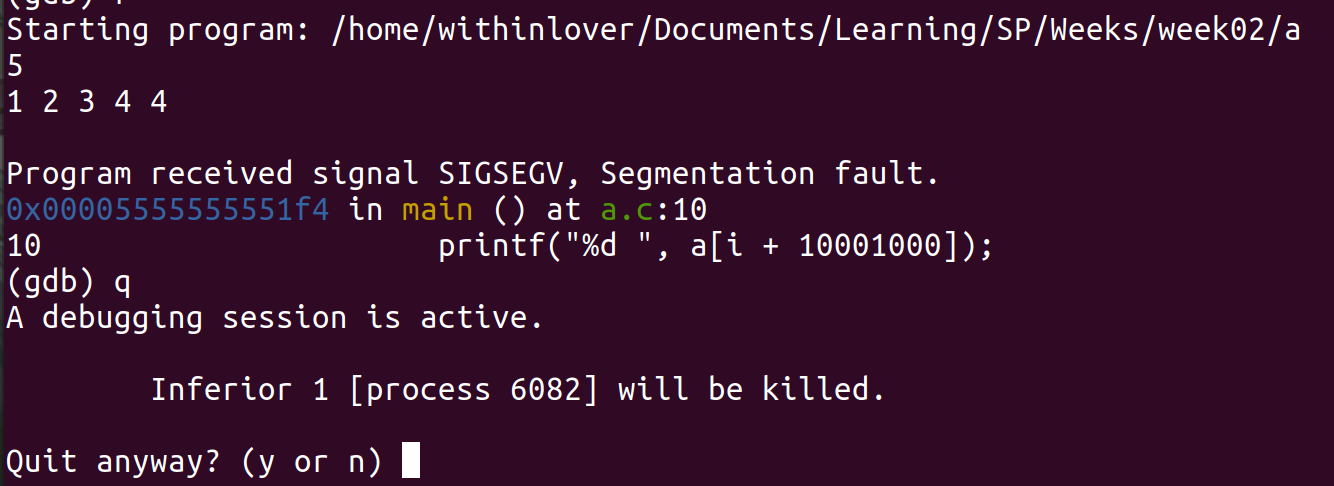 (gdb) r
Starting program: /home/withinlover/Documents/Learning/SP/Weeks/week02/a
5
1 2 3 4 4
Program received signal SIGSEGV, Segmentation fault.
0x00005555555551f4 in main () at a.c:10
10                      printf("%d ", a[i + 10001000]);
(gdb) q
A debugging session is active.
        Inferior 1 [process 6082] will be killed.
Quit anyway? (y or n)